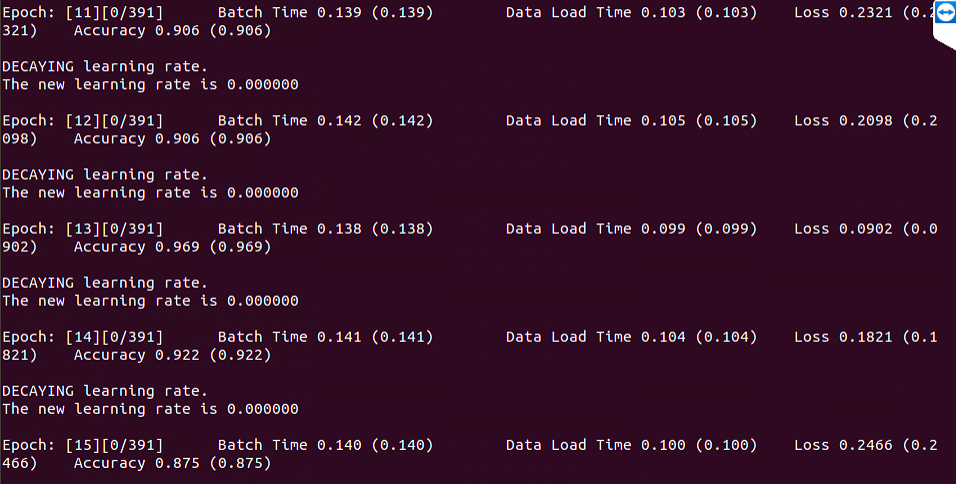 Epoch: [11][0/391]      Batch Time 0.139 (0.139)        Data Load Time 0.103 (0.103)    Loss 0.2321 (0.2
321)    Accuracy 0.906 (0.906)
DECAYING learning rate.
The new learning rate is 0.000000
Epoch: [12][0/391]      Batch Time 0.142 (0.142)        Data Load Time 0.105 (0.105)    Loss 0.2098 (0.2
098)    Accuracy 0.906 (0.906)
DECAYING learning rate.
The new learning rate is 0.000000
Epoch: [13][0/391]      Batch Time 0.138 (0.138)        Data Load Time 0.099 (0.099)    Loss 0.0902 (0.0
902)    Accuracy 0.969 (0.969)
DECAYING learning rate.
The new learning rate is 0.000000
Epoch: [14][0/391]      Batch Time 0.141 (0.141)        Data Load Time 0.104 (0.104)    Loss 0.1821 (0.1
821)    Accuracy 0.922 (0.922)
DECAYING learning rate.
The new learning rate is 0.000000
Epoch: [15][0/391]      Batch Time 0.140 (0.140)        Data Load Time 0.100 (0.100)    Loss 0.2466 (0.2
466)    Accuracy 0.875 (0.875)